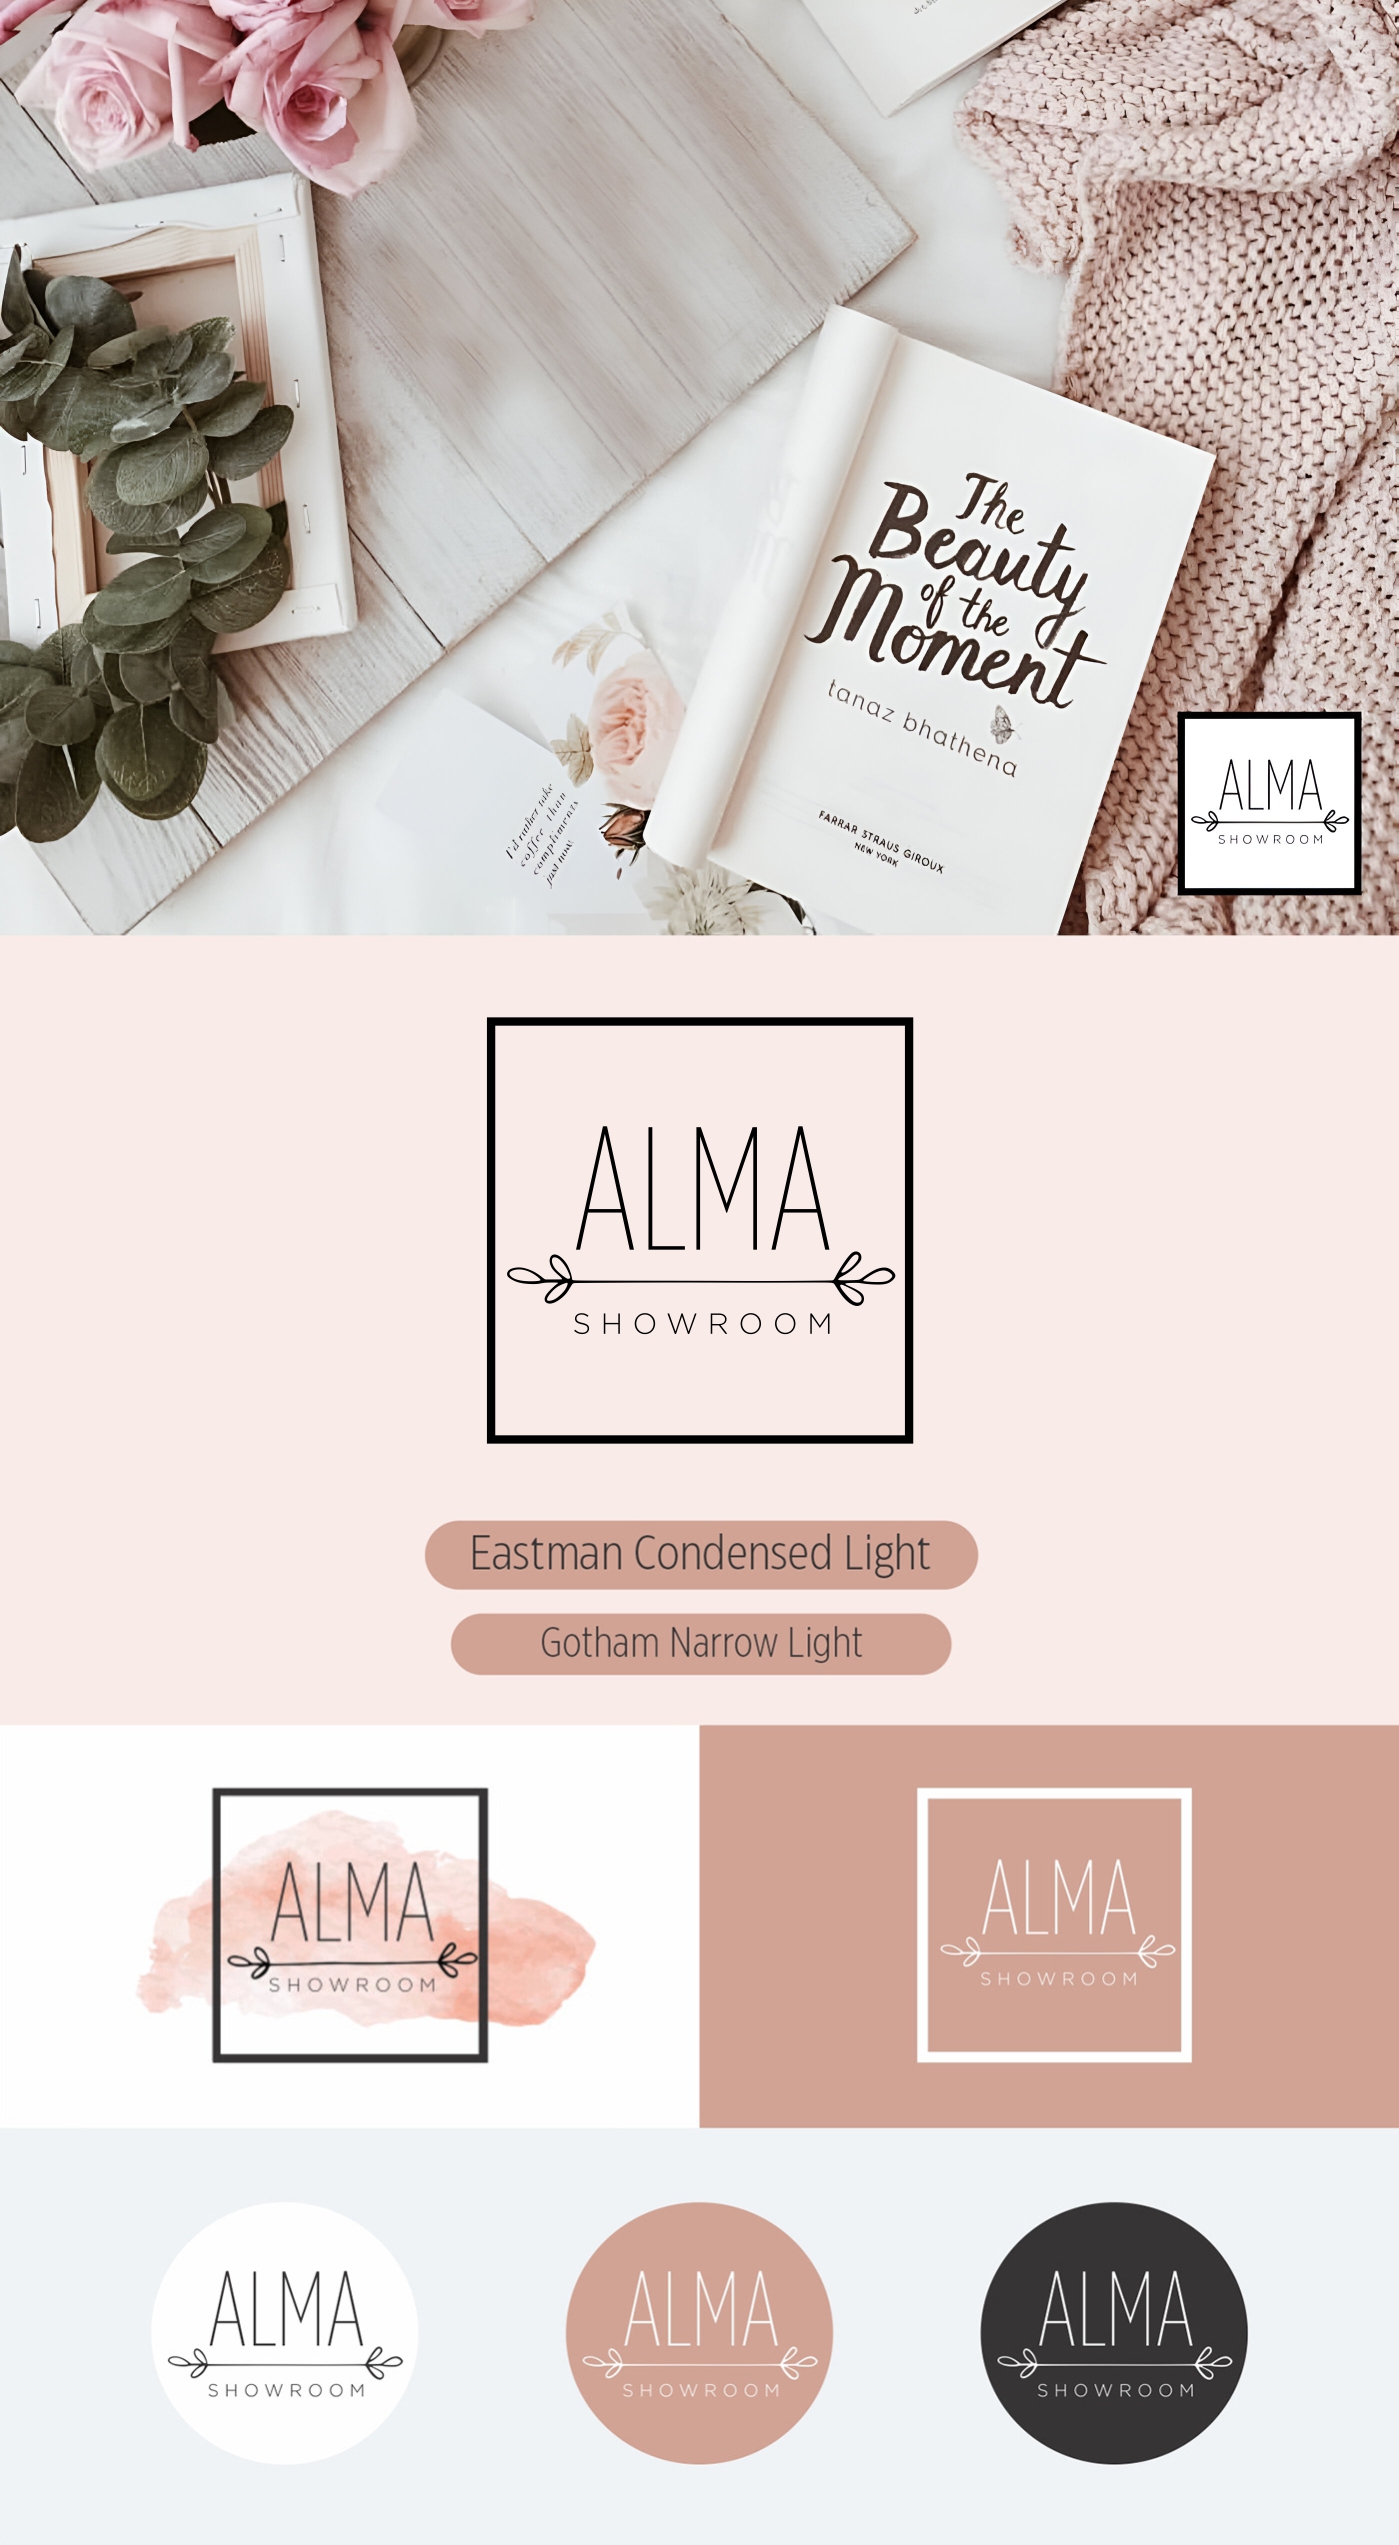 The
Beauty
of the
Moment
tanaz bhathena
FARRAR STRAUS GIROUX
NEW YORK
I'd rather take
coffee than
compliments
just now
ALMA
SHOWROOM
ALMA
SHOWROOM
Eastman Condensed Light
Gotham Narrow Light
ALMA
SHOWROOM
ALMA
SHOWROOM
ALMA
SHOWROOM
ALMA
SHOWROOM
ALMA
SHOWROOM